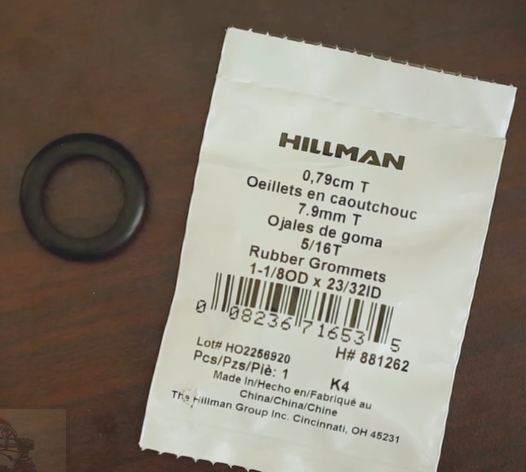 HILLMAN
0,79cm T
Oeillets en caoutchouc
7.9mm T
Ojales de goma
5/16T
Rubber Grommets
1-1/8OD x 23/32ID
0 08236 71653 5
Lot# HO2256920 H# 881262
Pcs/Pzs/Piè: 1 K4
Made In/Hecho en/Fabriqué au
China/China/Chine
The Hillman Group Inc. Cincinnati, OH 45231